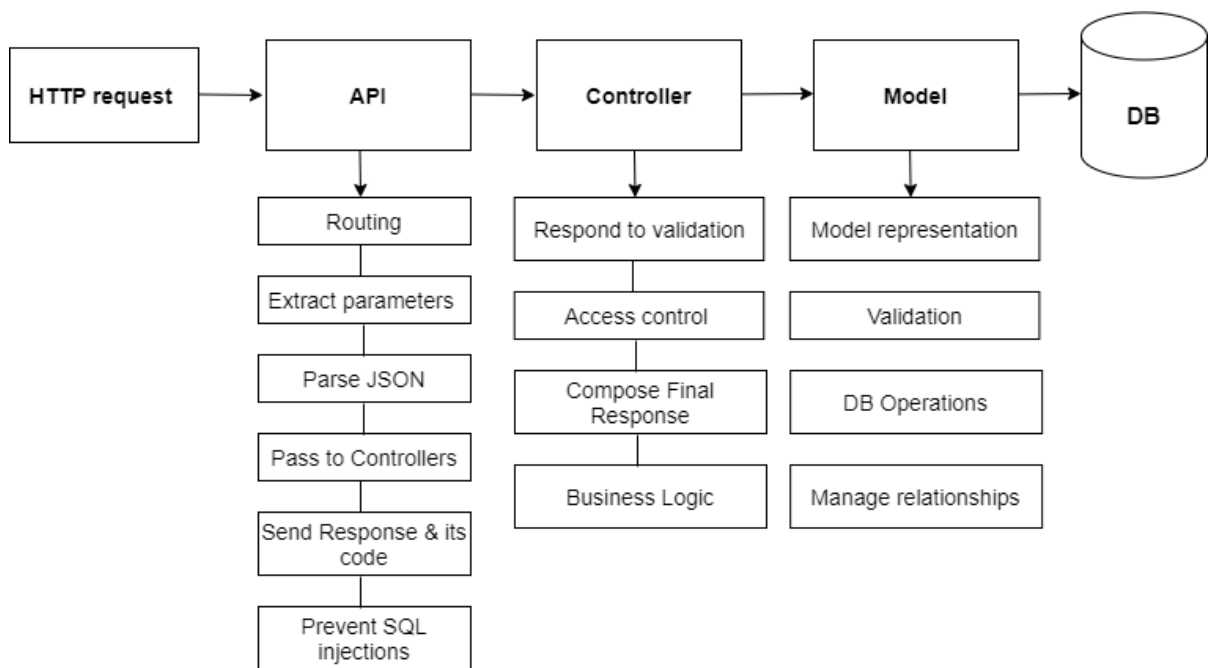 HTTP request
API
Controller
Model
DB
Routing
Extract parameters
Parse JSON
Pass to Controllers
Send Response & its
code
Prevent SQL
injections
Respond to validation
Access control
Compose Final
Response
Business Logic
Model representation
Validation
DB Operations
Manage relationships